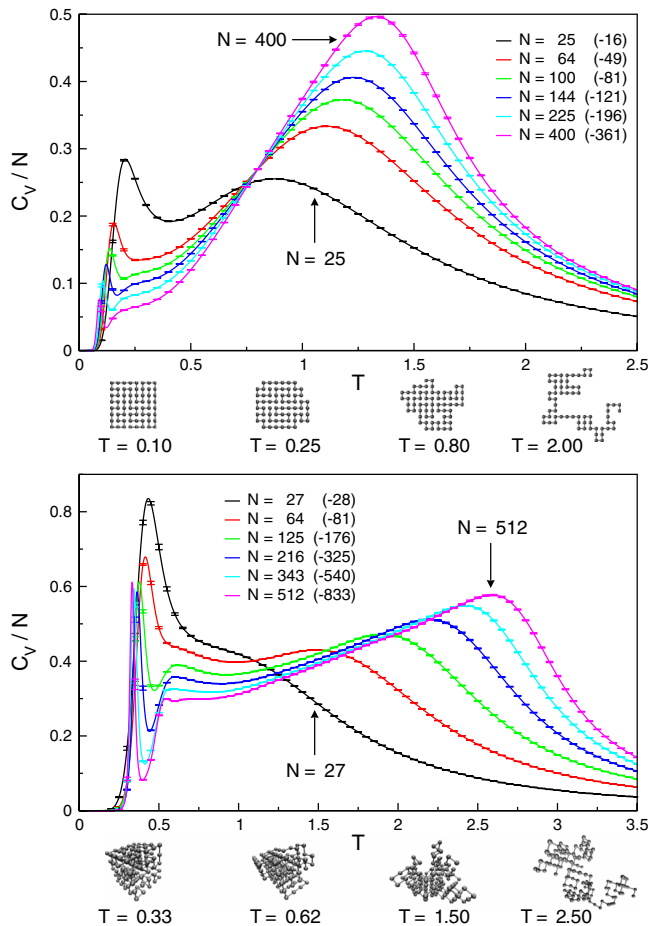 0.5
0.4
0.3
0.2
0.1
0
C_V / N
N = 400
N = 25
N = 25 (-16)
N = 64 (-49)
N = 100 (-81)
N = 144 (-121)
N = 225 (-196)
N = 400 (-361)
0 0.5 1 1.5 2 2.5
T
T = 0.10 T = 0.25 T = 0.80 T = 2.00
0.8
0.6
0.4
0.2
0
C_V / N
N = 27 (-28)
N = 64 (-81)
N = 125 (-176)
N = 216 (-325)
N = 343 (-540)
N = 512 (-833)
N = 512
N = 27
0 0.5 1 1.5 2 2.5 3 3.5
T
T = 0.33 T = 0.62 T = 1.50 T = 2.50